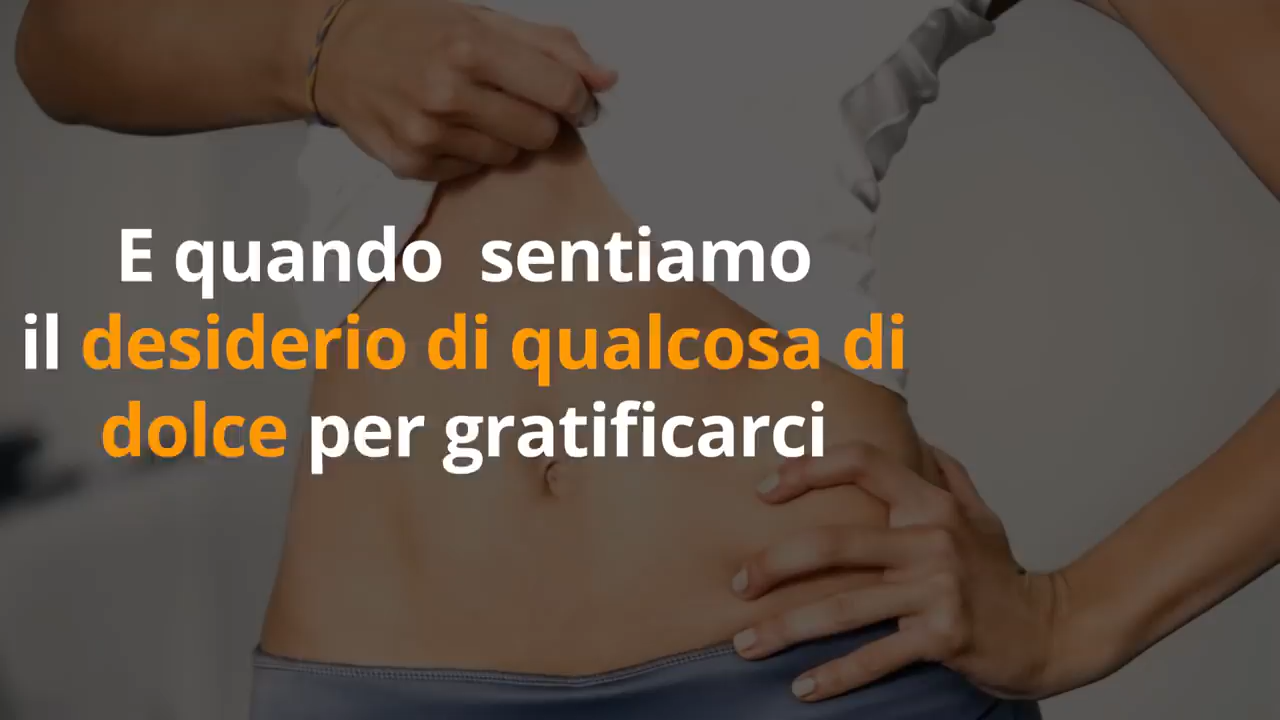 E quando  sentiamo
il desiderio di qualcosa di
dolce per gratificarci